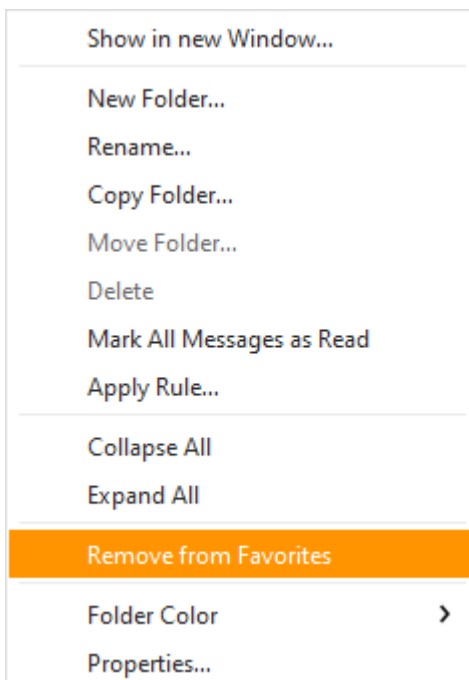 Show in new Window...
New Folder...
Rename...
Copy Folder...
Move Folder...
Delete
Mark All Messages as Read
Apply Rule...
Collapse All
Expand All
Remove from Favorites
Folder Color
Properties...